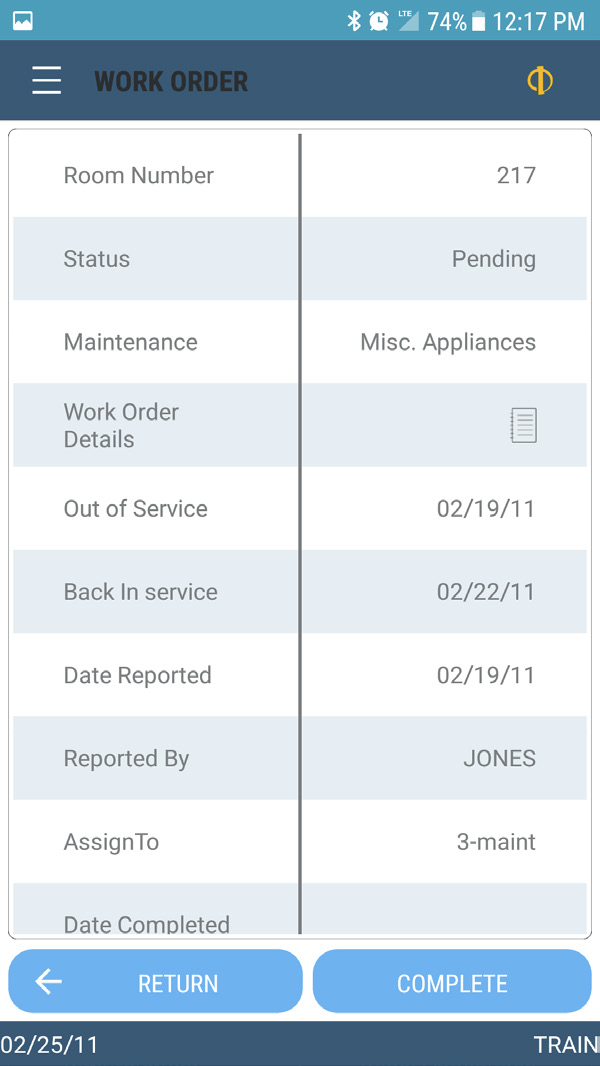 LTE 74% 12:17 PM
WORK ORDER
Room Number 217
Status Pending
Maintenance Misc. Appliances
Work Order
Details
Out of Service 02/19/11
Back In service 02/22/11
Date Reported 02/19/11
Reported By JONES
AssignTo 3-maint
Date Completed
RETURN COMPLETE
02/25/11 TRAIN